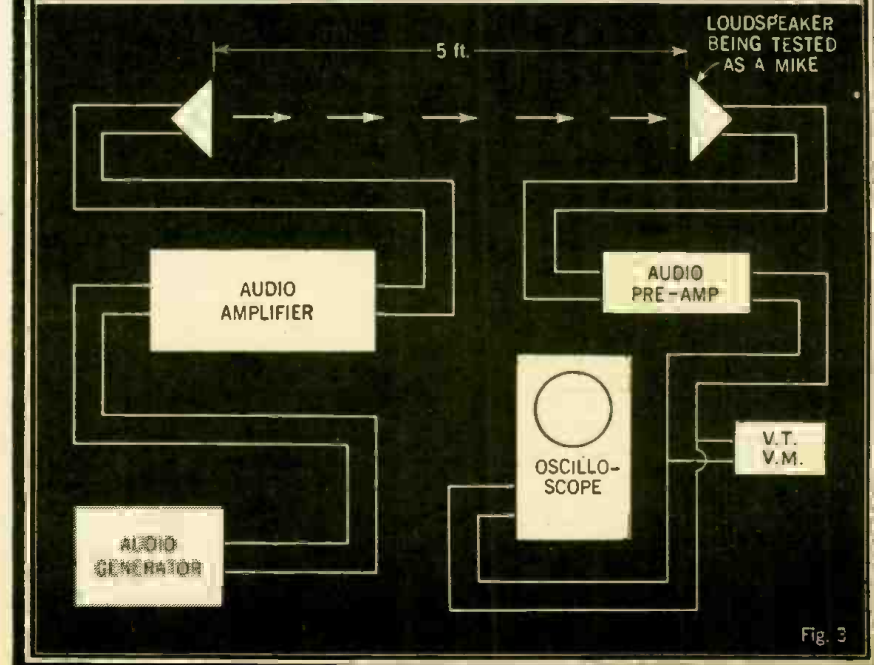 LOUDSPEAKER
BEING TESTED
AS A MIKE
5 ft.
AUDIO
AMPLIFIER
AUDIO
PRE-AMP
OSCILLO-
SCOPE
V.T.
V.M.
AUDIO
GENERATOR
Fig. 3